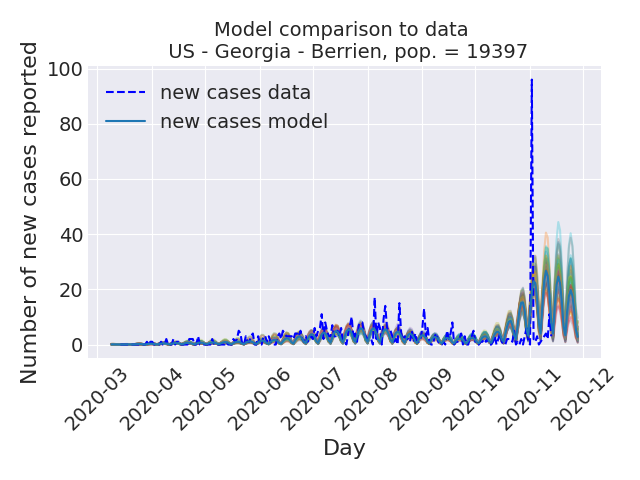 Model comparison to data
US - Georgia - Berrien, pop. = 19397
Number of new cases reported
100
80
60
40
20
0
new cases data
new cases model
2020-03
2020-04
2020-05
2020-06
2020-07
2020-08
2020-09
2020-10
2020-11
2020-12
Day